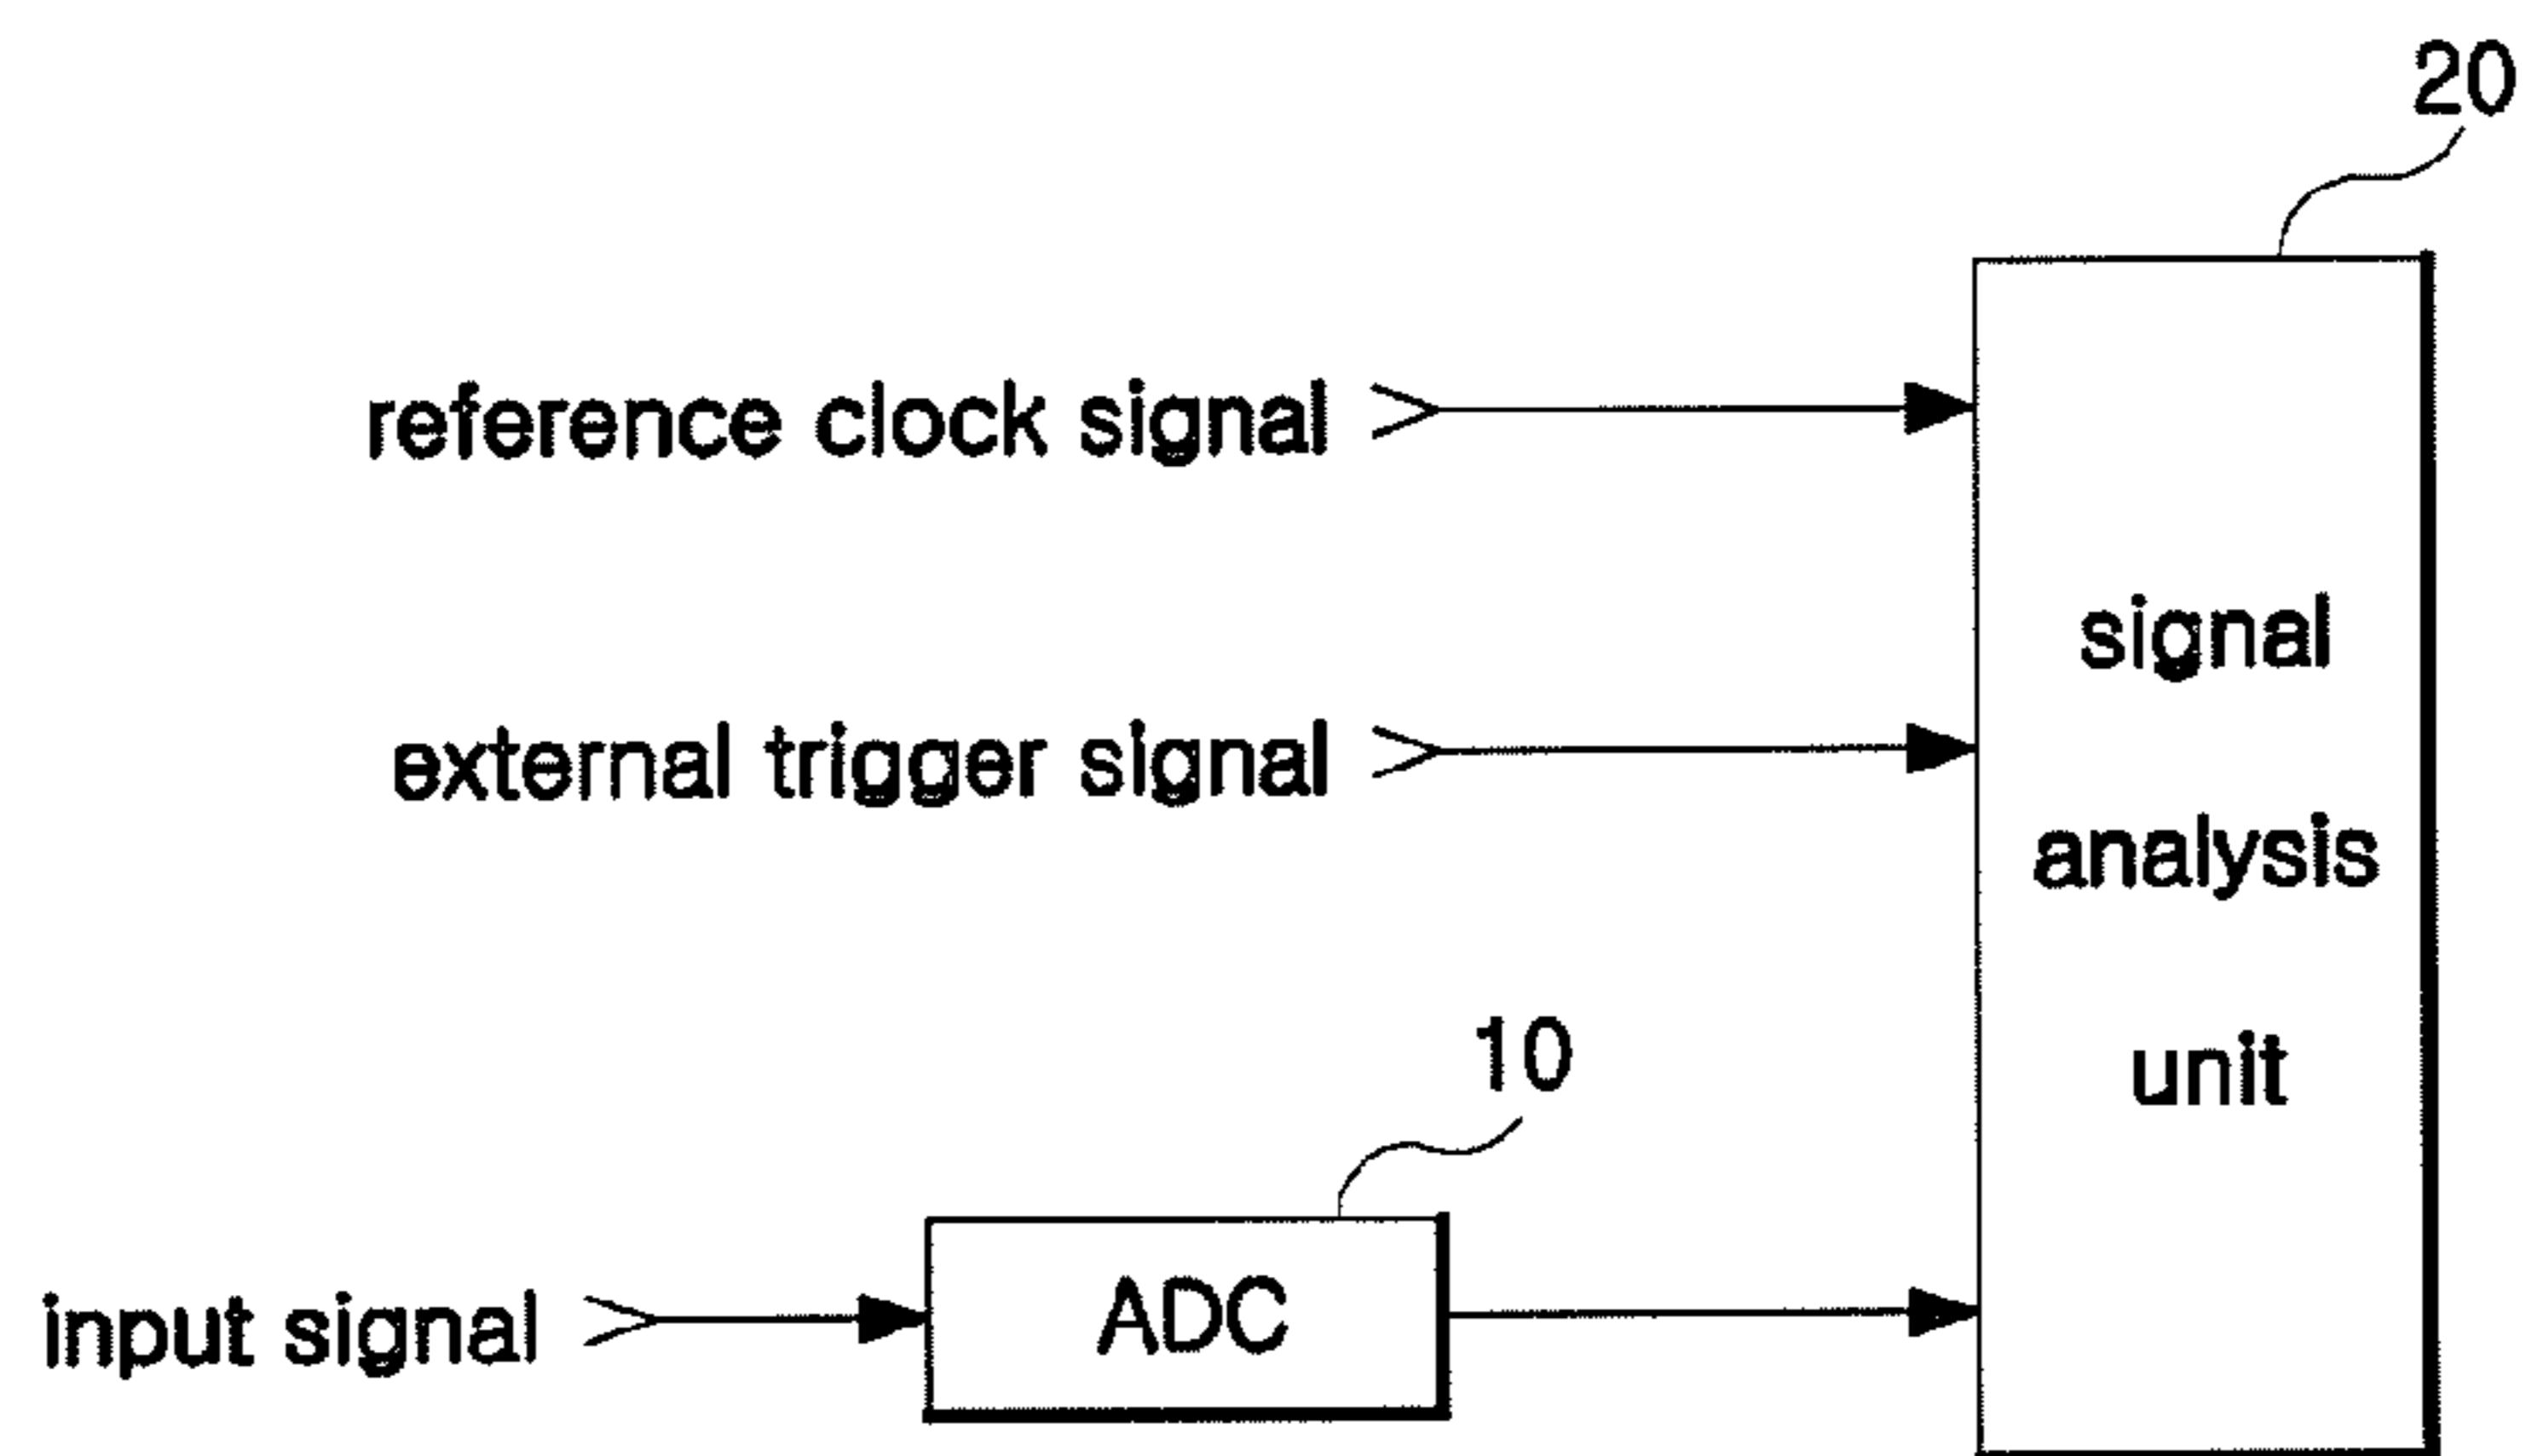 20
reference clock signal
external trigger signal
signal
analysis
unit
10
input signal
ADC